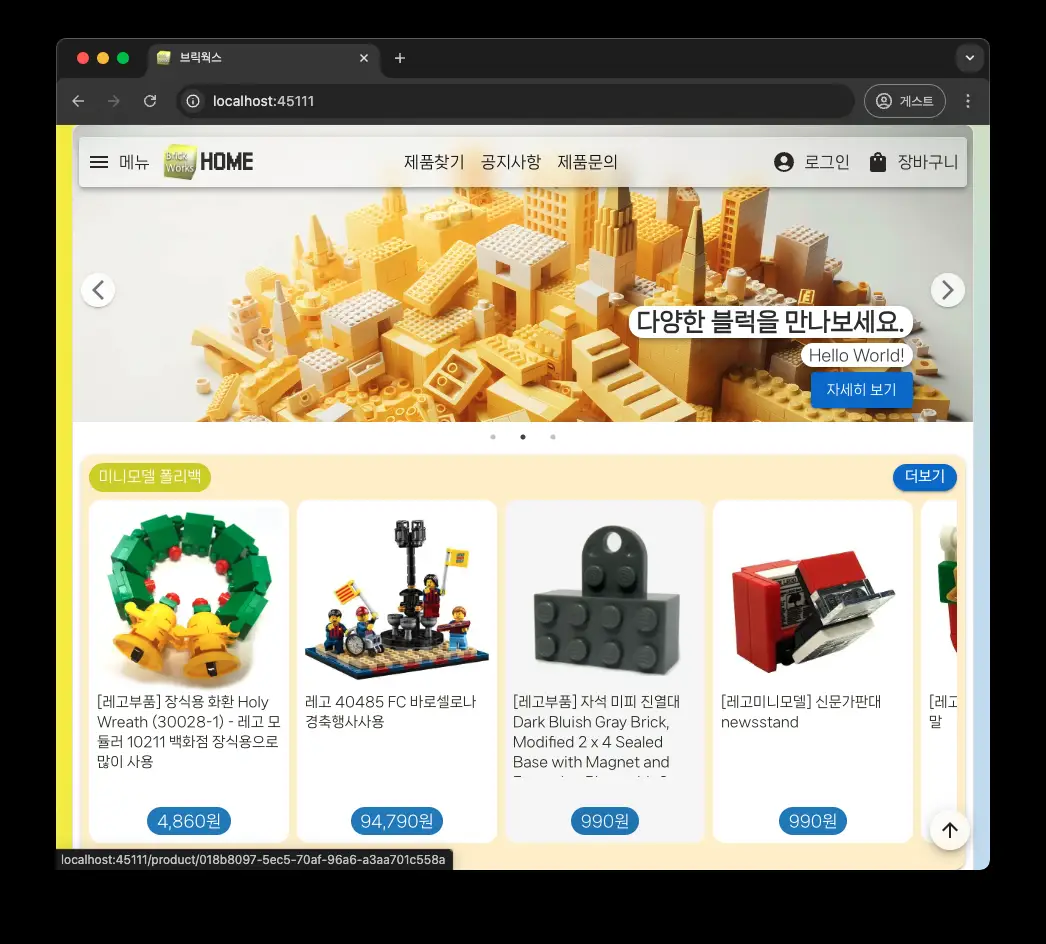 브릭웍스
localhost:45111
게스트
메뉴
Brick Works
HOME
제품찾기 공지사항 제품문의
로그인
장바구니
다양한 블럭을 만나보세요.
Hello World!
자세히 보기
미니모델 폴리백
더보기
[레고부품] 장식용 화환 Holy
Wreath (30028-1) - 레고 모
듈러 10211 백화점 장식용으로
많이 사용
4,860원
레고 40485 FC 바로셀로나
경축행사사용
94,790원
[레고부품] 자석 미피 진열대
Dark Bluish Gray Brick,
Modified 2 x 4 Sealed
Base with Magnet and
990원
[레고미니모델] 신문가판대
newsstand
990원
[레고
말
localhost:45111/product/018b8097-5ec5-70af-96a6-a3aa701c558a